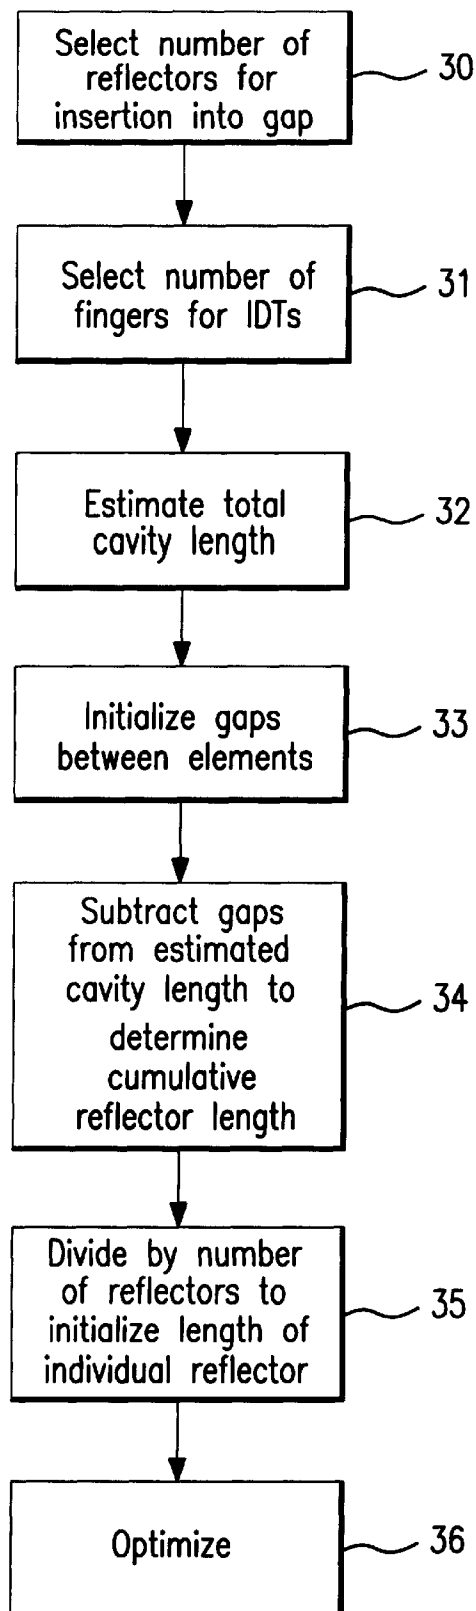 Select number of
reflectors for
insertion into gap
30
Select number of
fingers for IDTs
31
Estimate total
cavity length
32
Initialize gaps
between elements
33
Subtract gaps
from estimated
cavity length to
determine
cumulative
reflector length
34
Divide by number
of reflectors to
initialize length of
individual reflector
35
Optimize
36